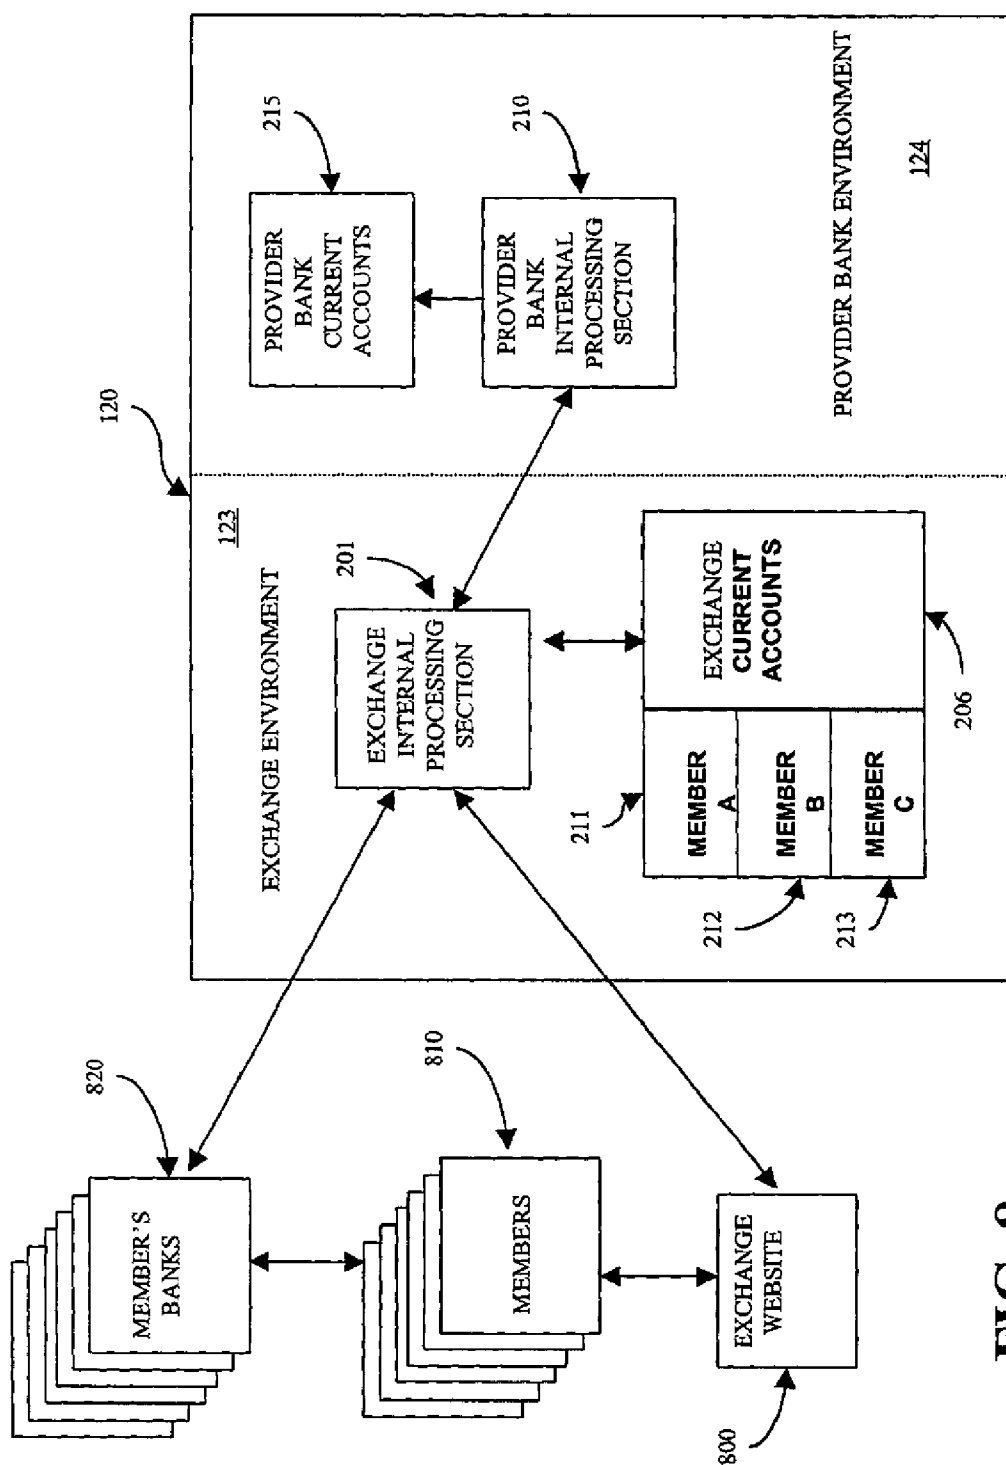 820
MEMBER'S
BANKS
810
MEMBERS
800
EXCHANGE
WEBSITE
120
EXCHANGE ENVIRONMENT
123
201
EXCHANGE
INTERNAL
PROCESSING
SECTION
211
212
213
MEMBER
A
MEMBER
B
MEMBER
C
EXCHANGE
CURRENT
ACCOUNTS
206
215
PROVIDER
BANK
CURRENT
ACCOUNTS
210
PROVIDER
BANK
INTERNAL
PROCESSING
SECTION
PROVIDER BANK ENVIRONMENT
124
FIG.